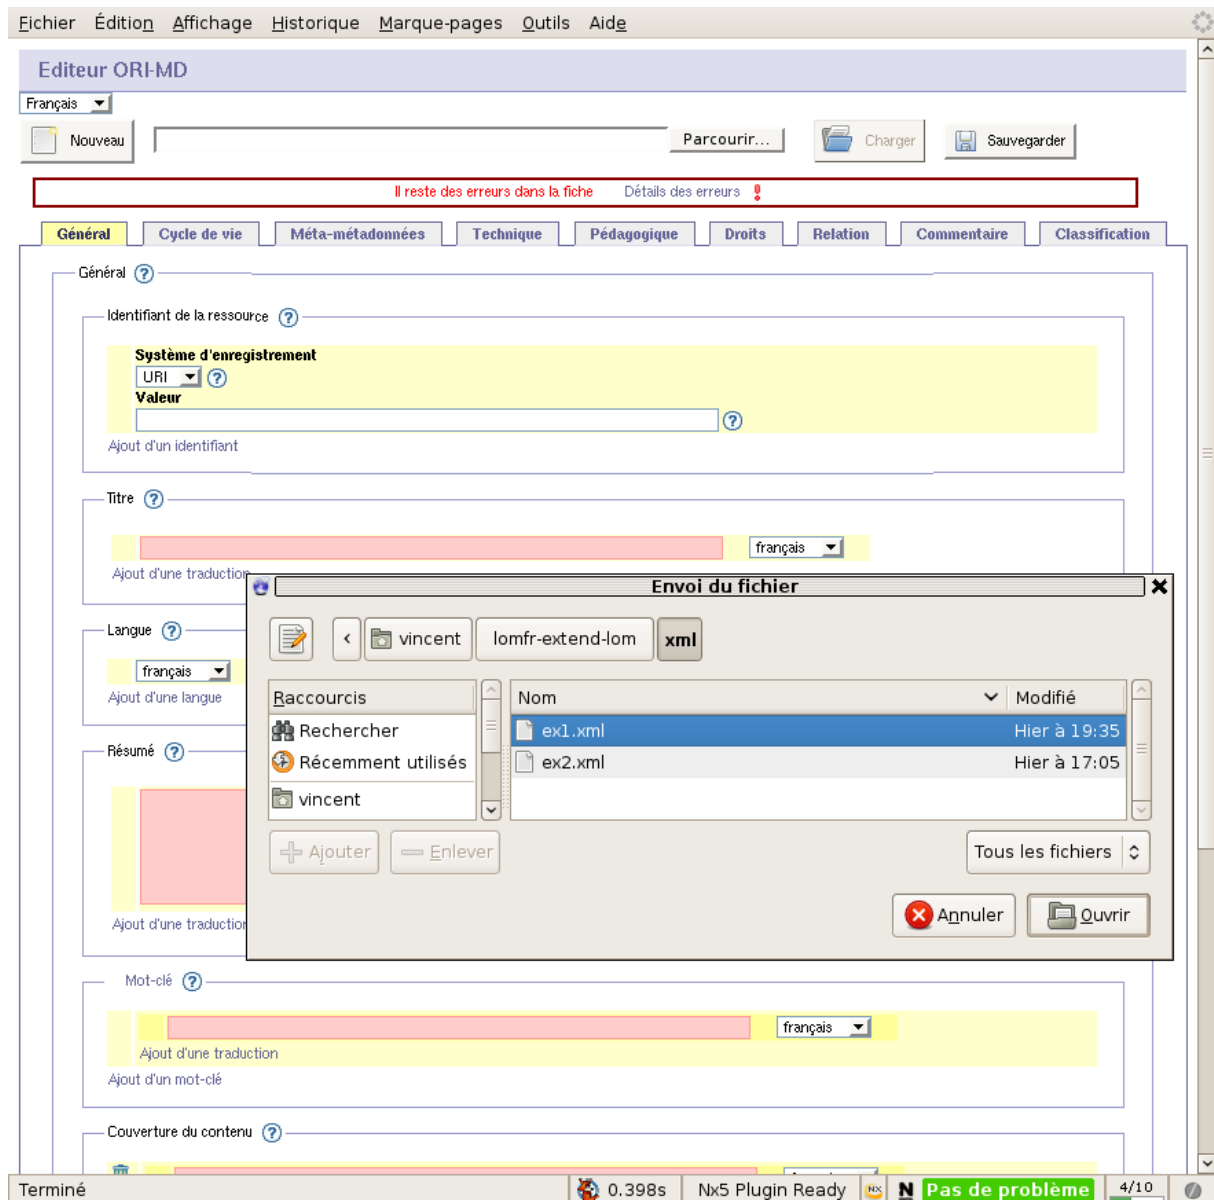 Fichier Édition Affichage Historique Marque-pages Outils Aide
Editeur ORI-MD
Français
Nouveau Parcourir... Charger Sauvegarder
Il reste des erreurs dans la fiche Détails des erreurs
Général Cycle de vie Méta-métadonnées Technique Pédagogique Droits Relation Commentaire Classification
Général ?
Identifiant de la ressource ?
Système d'enregistrement
URI ?
Valeur
?
Ajout d'un identifiant
Titre ?
français
Ajout d'une traduction
Envoi du fichier
Langue ?
vincent lomfr-extend-lom xml
français
Ajout d'une langue
Raccourcis Nom Modifié
Rechercher ex1.xml Hier à 19:35
Résumé ?
Récemment utilisés ex2.xml Hier à 17:05
vincent
Ajouter Enlever Tous les fichiers
Annuler Ouvrir
Ajout d'une traduction
Mot-clé ?
français
Ajout d'une traduction
Ajout d'un mot-clé
Couverture du contenu ?
Terminé 0.398s Nx5 Plugin Ready NX N Pas de problème 4/10